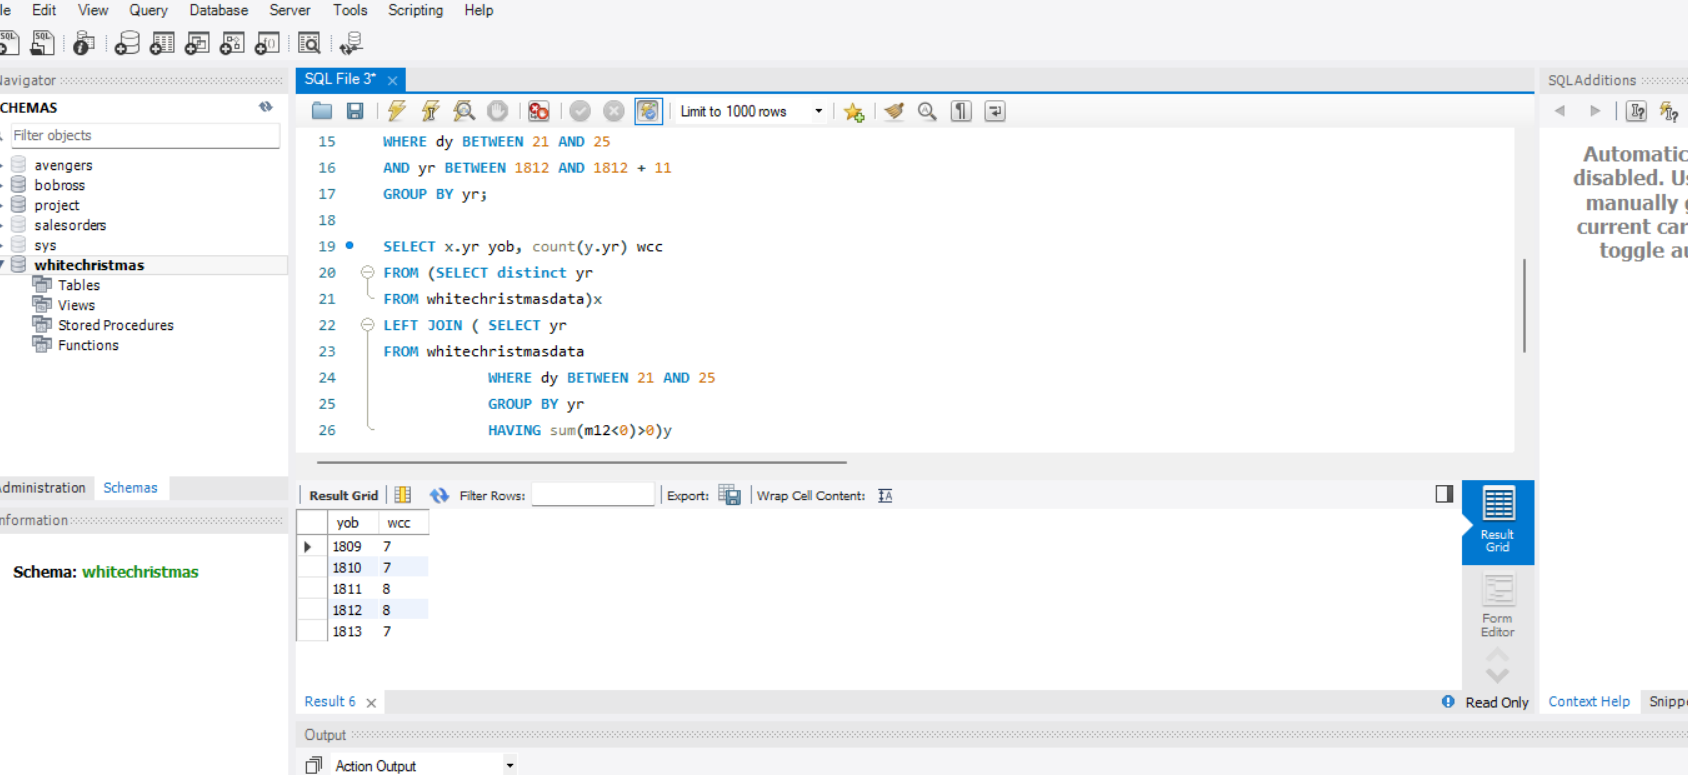 le Edit View Query Database Server Tools Scripting Help
SQL SQL
Navigator
SQL File 3*
SQLAdditions
CHEMAS
Limit to 1000 rows
Filter objects
avengers
bobross
project
salesorders
sys
whitechristmas
Tables
Views
Stored Procedures
Functions
15 WHERE dy BETWEEN 21 AND 25
16 AND yr BETWEEN 1812 AND 1812 + 11
17 GROUP BY yr;
18
19 SELECT x.yr yob, count(y.yr) wcc
20 FROM (SELECT distinct yr
21 FROM whitechristmasdata)x
22 LEFT JOIN ( SELECT yr
23 FROM whitechristmasdata
24 WHERE dy BETWEEN 21 AND 25
25 GROUP BY yr
26 HAVING sum(m12<0)>0)y
Automatic
disabled. Us
manually g
current car
toggle au
Administration Schemas
Information
Schema: whitechristmas
Result Grid Filter Rows: Export: Wrap Cell Content:
yob wcc
1809 7
1810 7
1811 8
1812 8
1813 7
Result
Grid
Form
Editor
Result 6
Read Only
Context Help Snippe
Output
Action Output